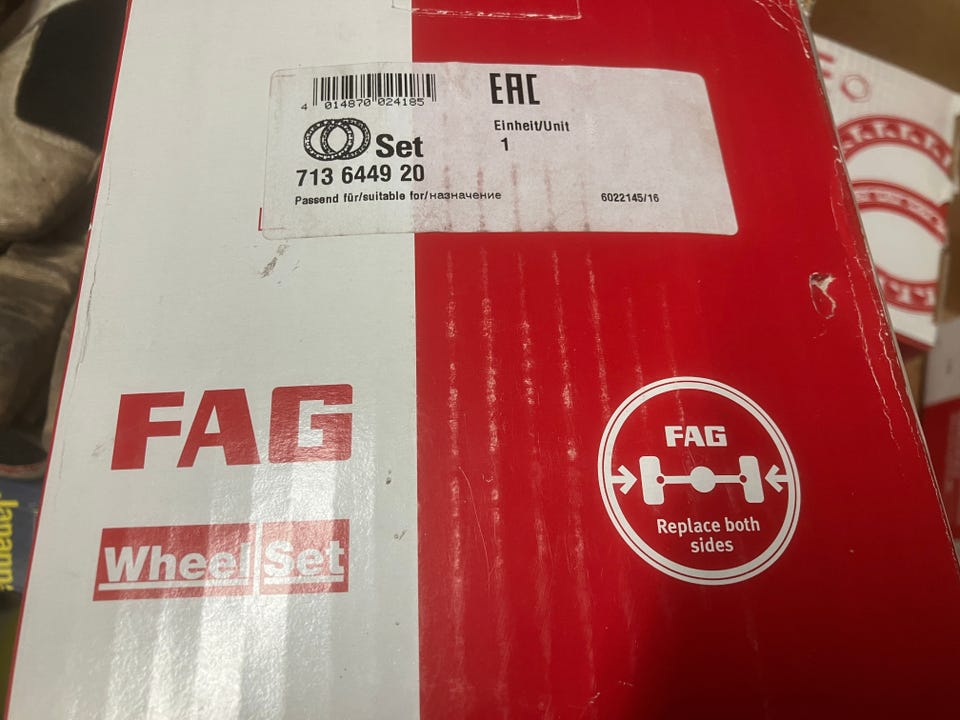 4 014870 024185
EAC
Set
Einheit/Unit
1
713 6449 20
Passend für/suitable for/назначение
6022145/16
FAG
Wheel Set
FAG
Replace both
sides